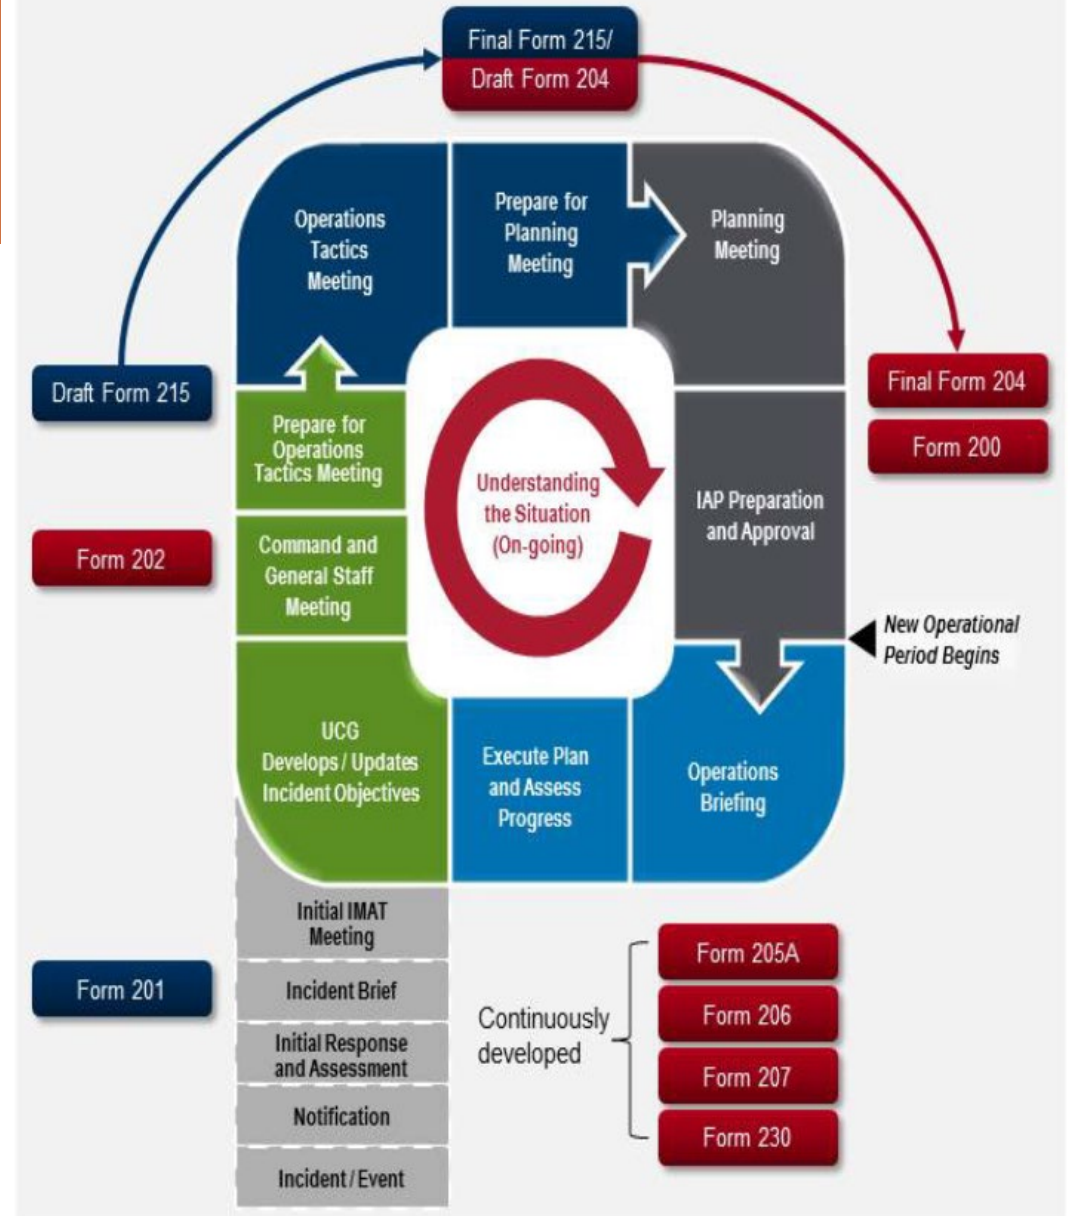 Final Form 215/
Draft Form 204
Operations
Tactics
Meeting
Prepare for
Planning
Meeting
Planning
Meeting
Draft Form 215
Final Form 204
Form 200
Prepare for
Operations
Tactics Meeting
Understanding
the Situation
(On-going)
IAP Preparation
and Approval
Form 202
Command and
General Staff
Meeting
New Operational
Period Begins
UCG
Develops / Updates
Incident Objectives
Execute Plan
and Assess
Progress
Operations
Briefing
Initial IMAT
Meeting
Form 201
Incident Brief
Initial Response
and Assessment
Notification
Incident / Event
Continuously
developed
Form 205A
Form 206
Form 207
Form 230